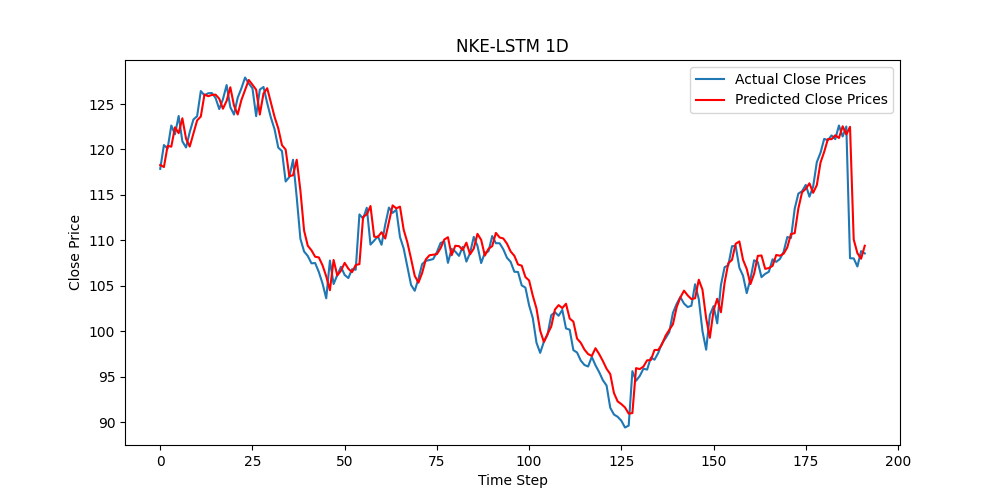 NKE-LSTM 1D
Actual Close Prices
Predicted Close Prices
Close Price
125
120
115
110
105
100
95
90
0 25 50 75 100 125 150 175 200
Time Step